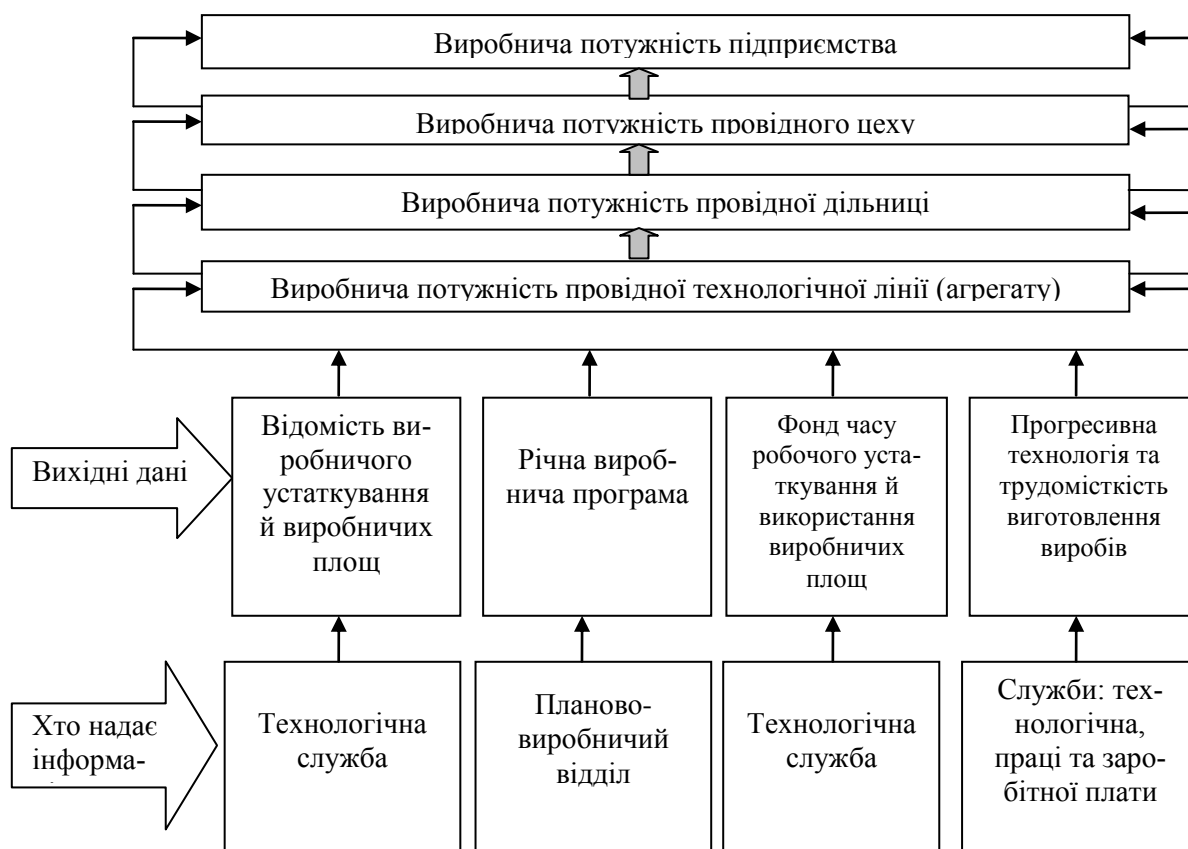 Виробнича потужність підприємства
Виробнича потужність провідного цеху
Виробнича потужність провідної дільниці
Виробнича потужність провідної технологічної лінії (агрегату)
Вихідні дані
Відомість ви-
робничого
устаткування
й виробничих
площ
Річна вироб-
нича програма
Фонд часу
робочого уста-
ткування й
використання
виробничих
площ
Прогресивна
технологія та
трудомісткість
виготовлення
виробів
Хто надає
інформа-
Технологічна
служба
Планово-
виробничий
відділ
Технологічна
служба
Служби: тех-
нологічна,
праці та заро-
бітної плати